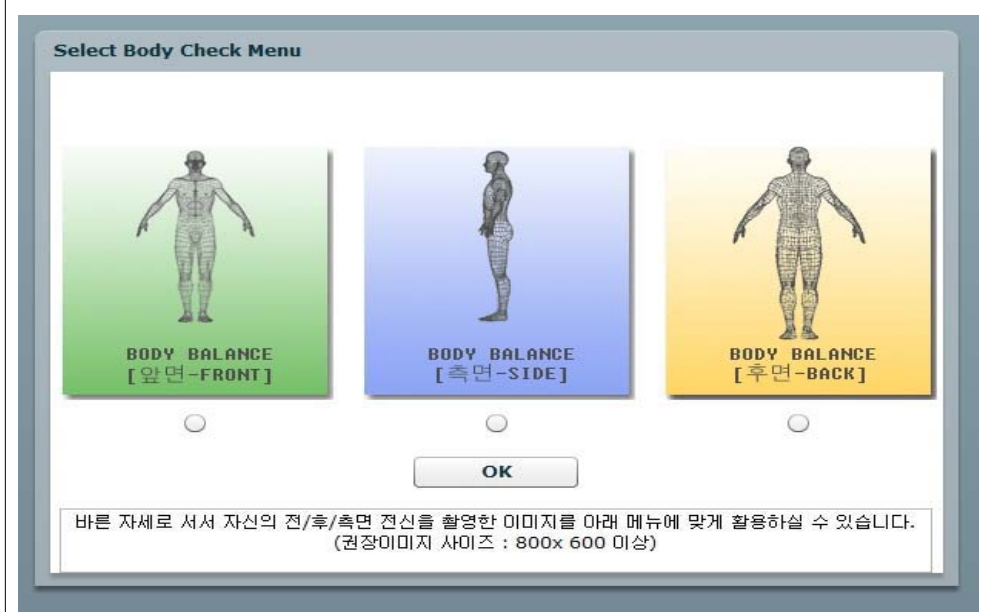 Select Body Check Menu
BODY BALANCE
[앞면-FRONT]
BODY BALANCE
[측면-SIDE]
BODY BALANCE
[후면-BACK]
OK
바른 자세로 서서 자신의 전/후/측면 전신을 촬영한 이미지를 아래 메뉴에 맞게 활용하실 수 있습니다.
(권장이미지 사이즈 : 800x 600 이상)